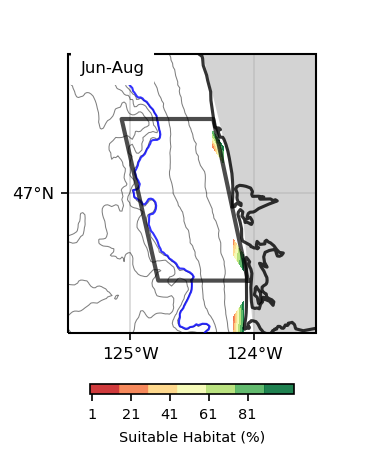 Jun-Aug
47°N
125°W 124°W
1 21 41 61 81
Suitable Habitat (%)